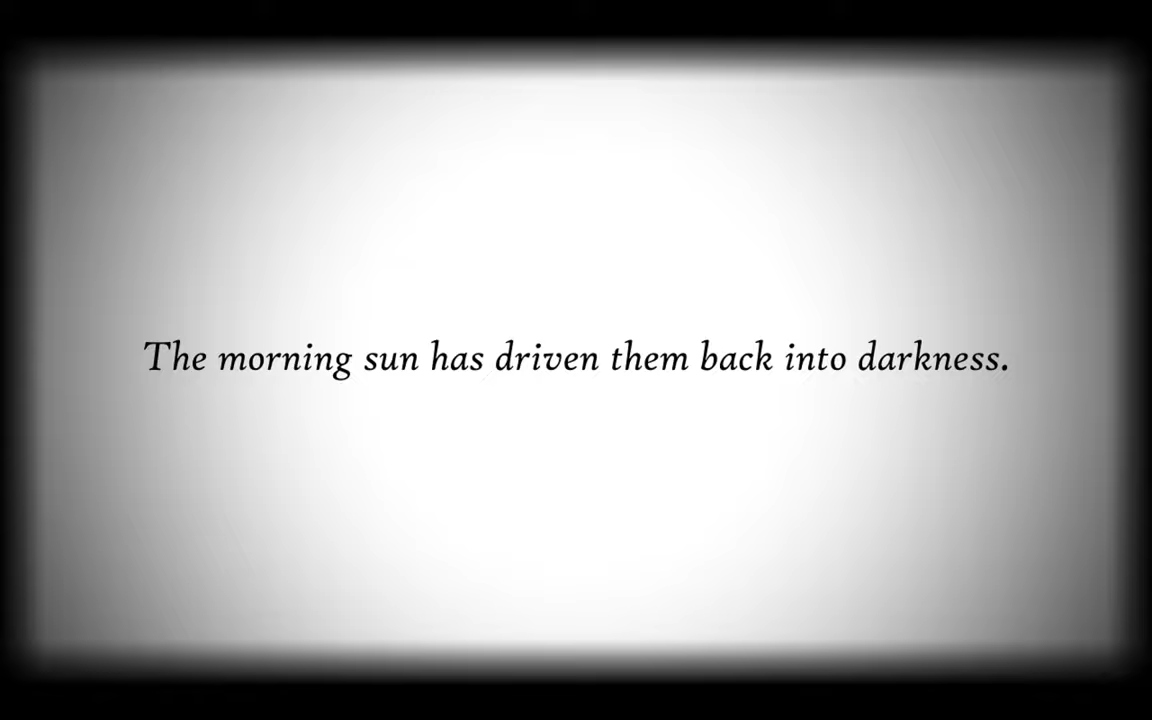 The morning sun has driven them back into darkness.